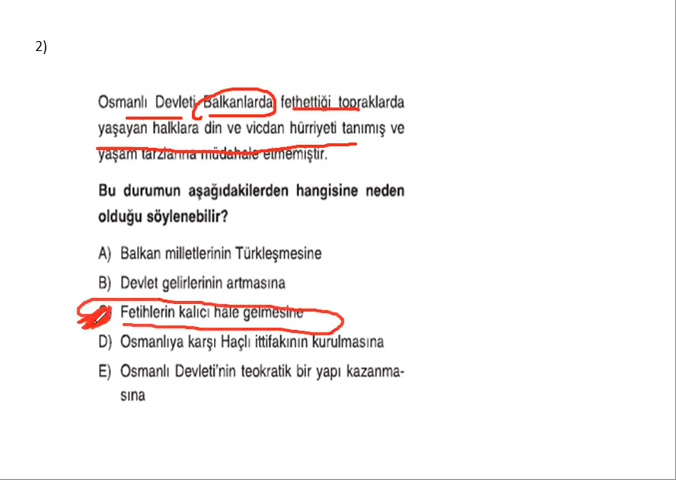 2)
Osmanlı Devleti Balkanlarda fethettiği topraklarda
yaşayan halklara din ve vicdan hürriyeti tanımış ve
yaşam tarzlarına müdahale etmemiştir.
Bu durumun aşağıdakilerden hangisine neden
olduğu söylenebilir?
A) Balkan milletlerinin Türkleşmesine
B) Devlet gelirlerinin artmasına
C) Fetihlerin kalıcı hale gelmesine
D) Osmanlıya karşı Haçlı ittifakının kurulmasına
E) Osmanlı Devleti'nin teokratik bir yapı kazanma-
sına